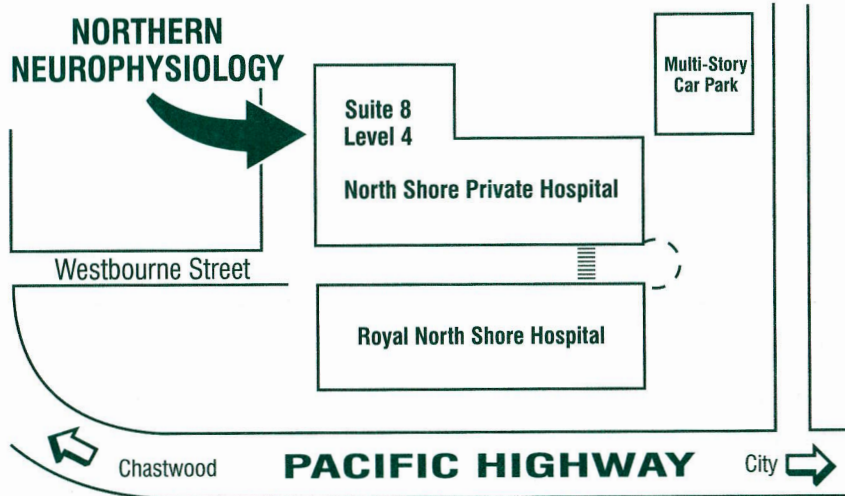 NORTHERN
NEUROPHYSIOLOGY
Multi-Story
Car Park
Suite 8
Level 4
North Shore Private Hospital
Westbourne Street
Royal North Shore Hospital
Chastwood
PACIFIC HIGHWAY
City